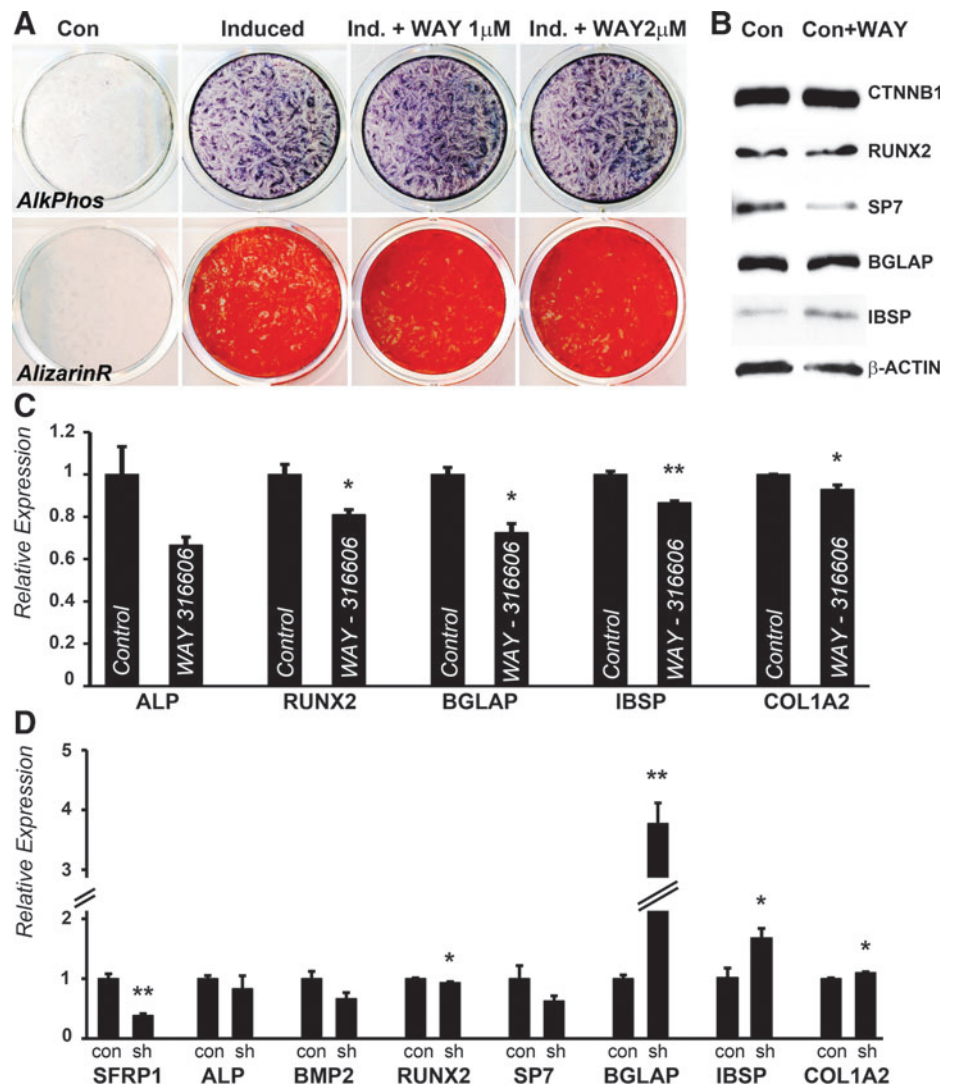 A
Con
Induced
Ind. + WAY 1μM
Ind. + WAY2μM
AlkPhos
AlizarinR
B
Con
Con+WAY
CTNNB1
RUNX2
SP7
BGLAP
IBSP
β-ACTIN
C
Relative Expression
1.2
1
0.8
0.6
0.4
0.2
0
Control
WAY 316606
Control
WAY - 316606
*
Control
WAY - 316606
*
Control
WAY - 316606
**
Control
WAY - 316606
*
ALP
RUNX2
BGLAP
IBSP
COL1A2
D
Relative Expression
5
4
3
2
1
0
**
*
**
*
*
con sh
con sh
con sh
con sh
con sh
con sh
con sh
con sh
SFRP1
ALP
BMP2
RUNX2
SP7
BGLAP
IBSP
COL1A2